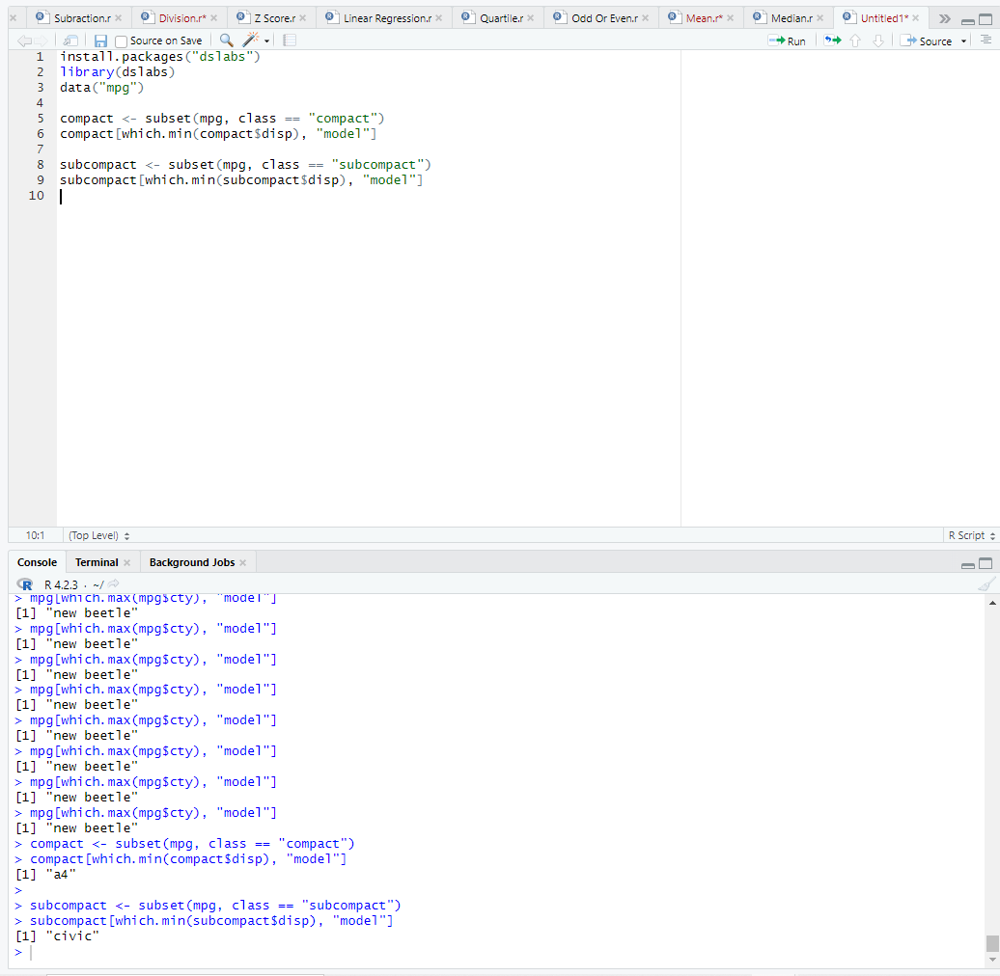 Subtraction.r Division.r* Z Score.r Linear Regression.r Quartile.r Odd Or Even.r Mean.r* Median.r Untitled1*
Source on Save Run Source
1 install.packages("dslabs")
2 library(dslabs)
3 data("mpg")
4
5 compact <- subset(mpg, class == "compact")
6 compact[which.min(compact$disp), "model"]
7
8 subcompact <- subset(mpg, class == "subcompact")
9 subcompact[which.min(subcompact$disp), "model"]
10
10:1 (Top Level) R Script
Console Terminal Background Jobs
R 4.2.3 · ~/
> mpg[which.max(mpg$cty), "model"]
[1] "new beetle"
> mpg[which.max(mpg$cty), "model"]
[1] "new beetle"
> mpg[which.max(mpg$cty), "model"]
[1] "new beetle"
> mpg[which.max(mpg$cty), "model"]
[1] "new beetle"
> mpg[which.max(mpg$cty), "model"]
[1] "new beetle"
> mpg[which.max(mpg$cty), "model"]
[1] "new beetle"
> mpg[which.max(mpg$cty), "model"]
[1] "new beetle"
> mpg[which.max(mpg$cty), "model"]
[1] "new beetle"
> compact <- subset(mpg, class == "compact")
> compact[which.min(compact$disp), "model"]
[1] "a4"
>
> subcompact <- subset(mpg, class == "subcompact")
> subcompact[which.min(subcompact$disp), "model"]
[1] "civic"
>